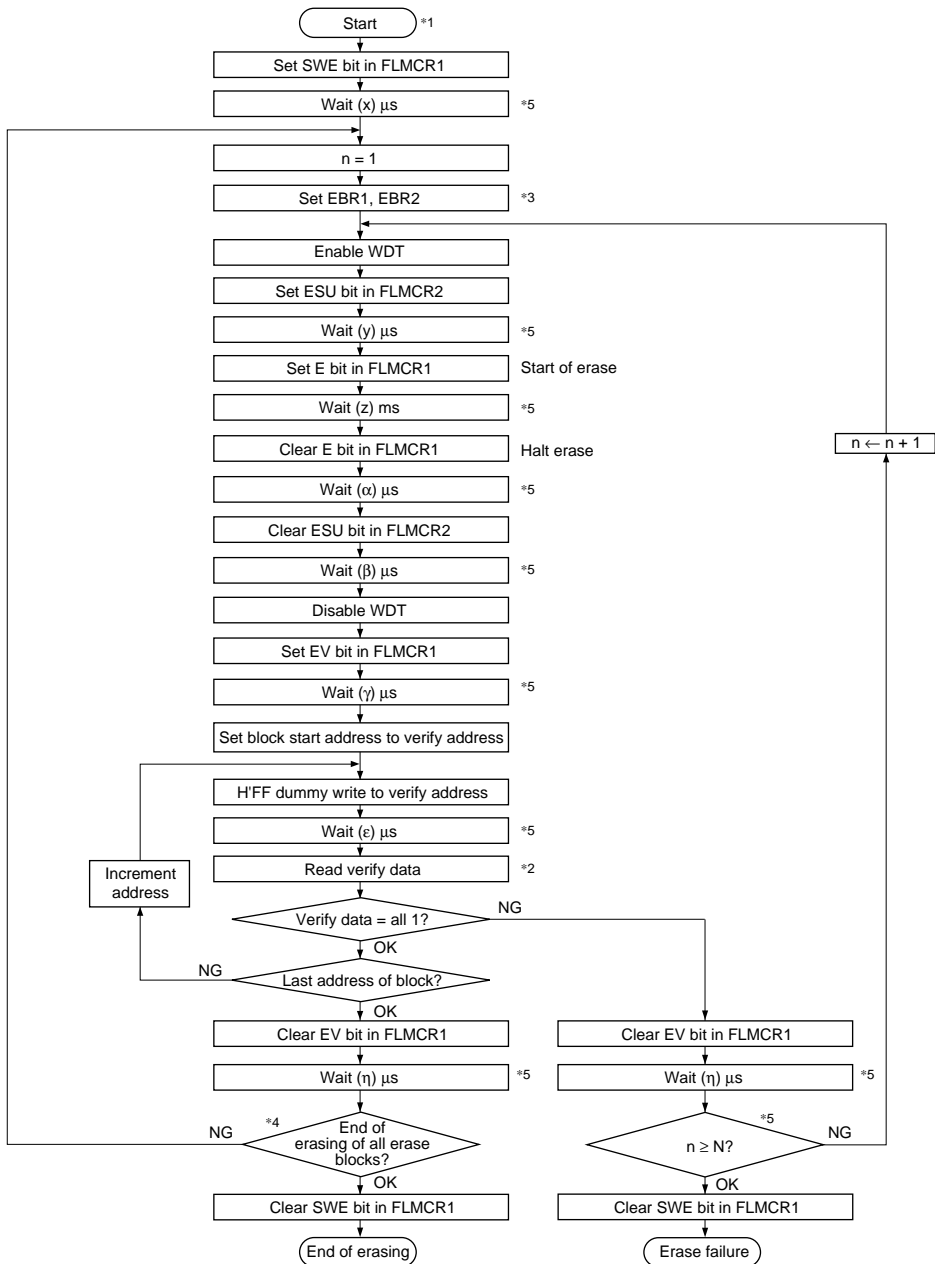 Start *1
Set SWE bit in FLMCR1
Wait (x) μs *5
n = 1
Set EBR1, EBR2 *3
Enable WDT
Set ESU bit in FLMCR2
Wait (y) μs *5
Set E bit in FLMCR1 Start of erase
Wait (z) ms *5
n ← n + 1
Clear E bit in FLMCR1 Halt erase
Wait (α) μs *5
Clear ESU bit in FLMCR2
Wait (β) μs *5
Disable WDT
Set EV bit in FLMCR1
Wait (γ) μs *5
Set block start address to verify address
H'FF dummy write to verify address
Wait (ε) μs *5
Increment
address
Read verify data *2
Verify data = all 1?
NG
OK
Last address of block?
NG
OK
Clear EV bit in FLMCR1
Wait (η) μs *5
*4
End of
erasing of all erase
blocks?
NG
OK
Clear SWE bit in FLMCR1
End of erasing
Clear EV bit in FLMCR1
Wait (η) μs *5
*5
n ≥ N?
NG
OK
Clear SWE bit in FLMCR1
Erase failure